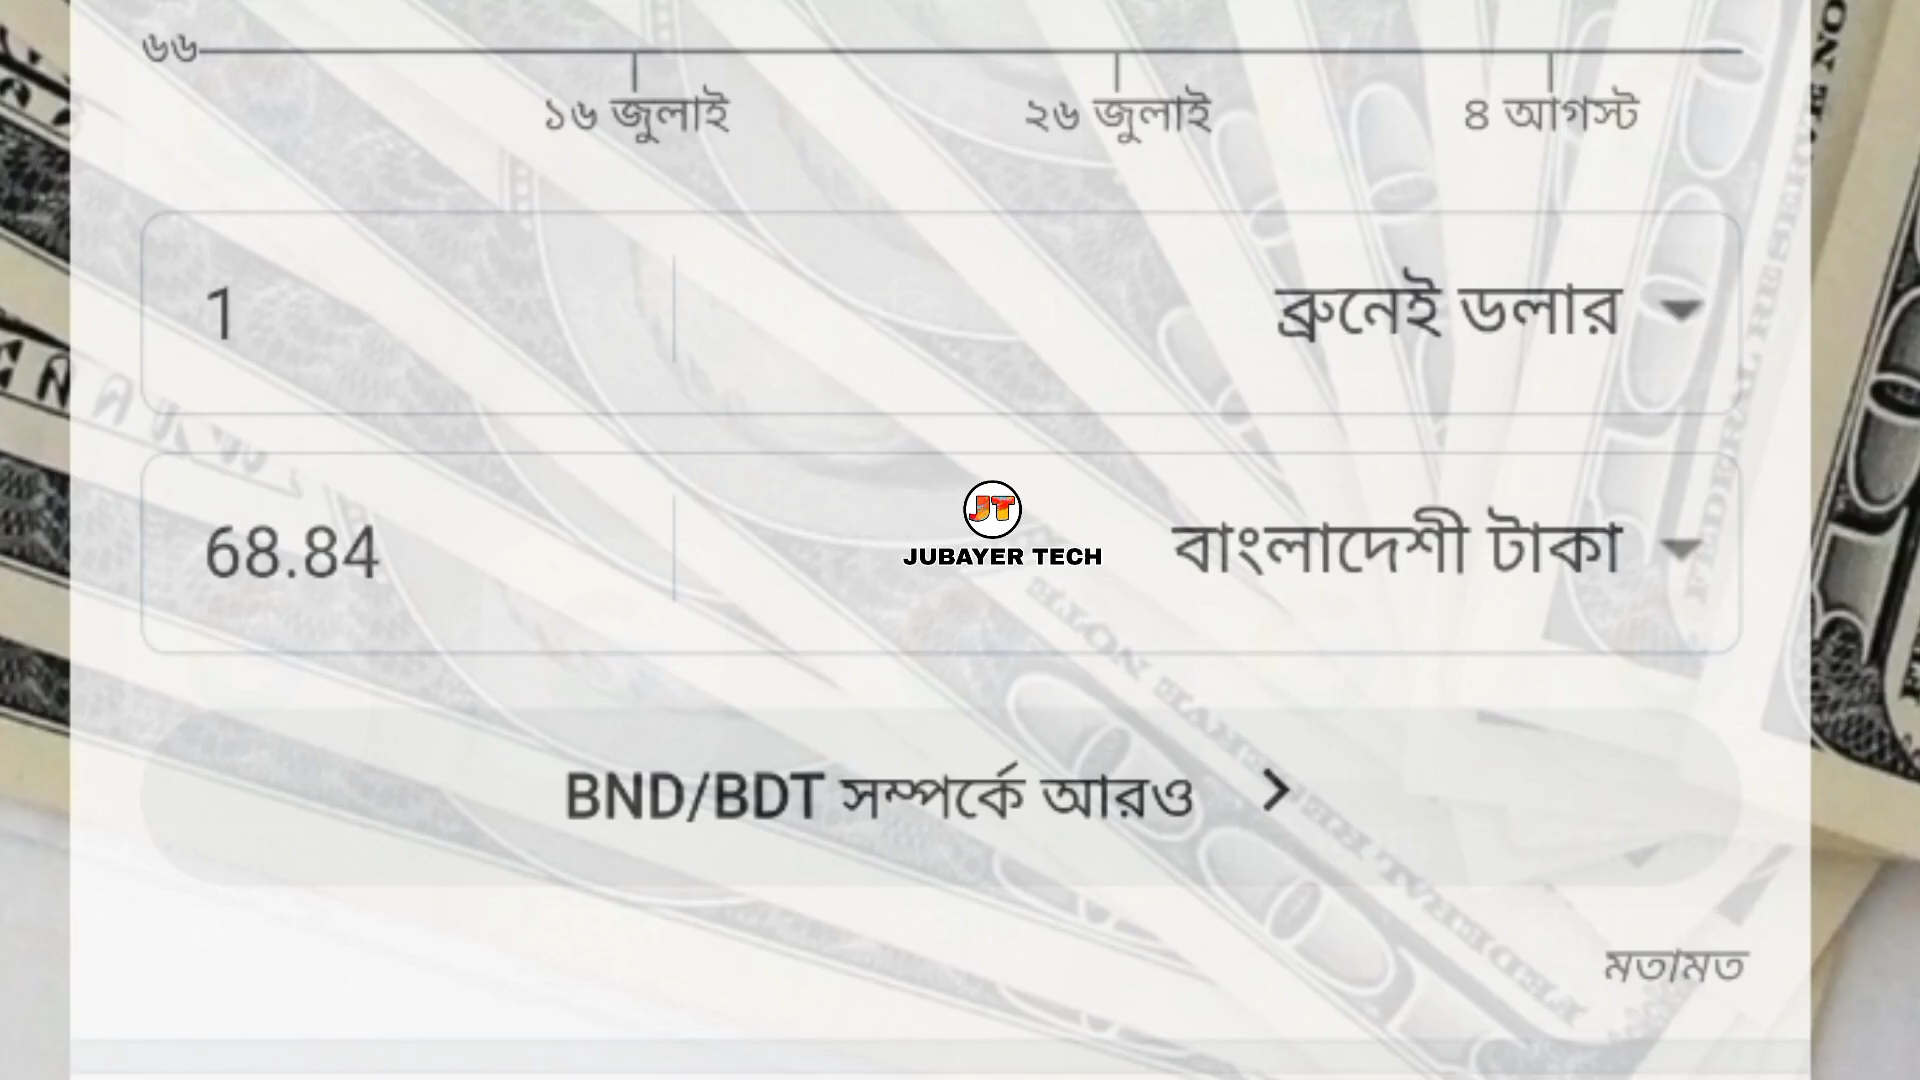 ৬৬
১৬ জুলাই ২৬ জুলাই ৪ আগস্ট
1 ব্রুনেই ডলার
JT
JUBAYER TECH
68.84 বাংলাদেশী টাকা
BND/BDT সম্পর্কে আরও >
মতামত